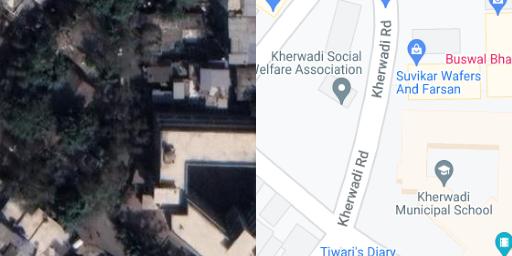 Kherwadi Social
Welfare Association
Kherwadi Rd
Buswal Bha
Suvikar Wafers
And Farsan
Kherwadi Rd
Kherwadi
Municipal School
Tiwari's Diary